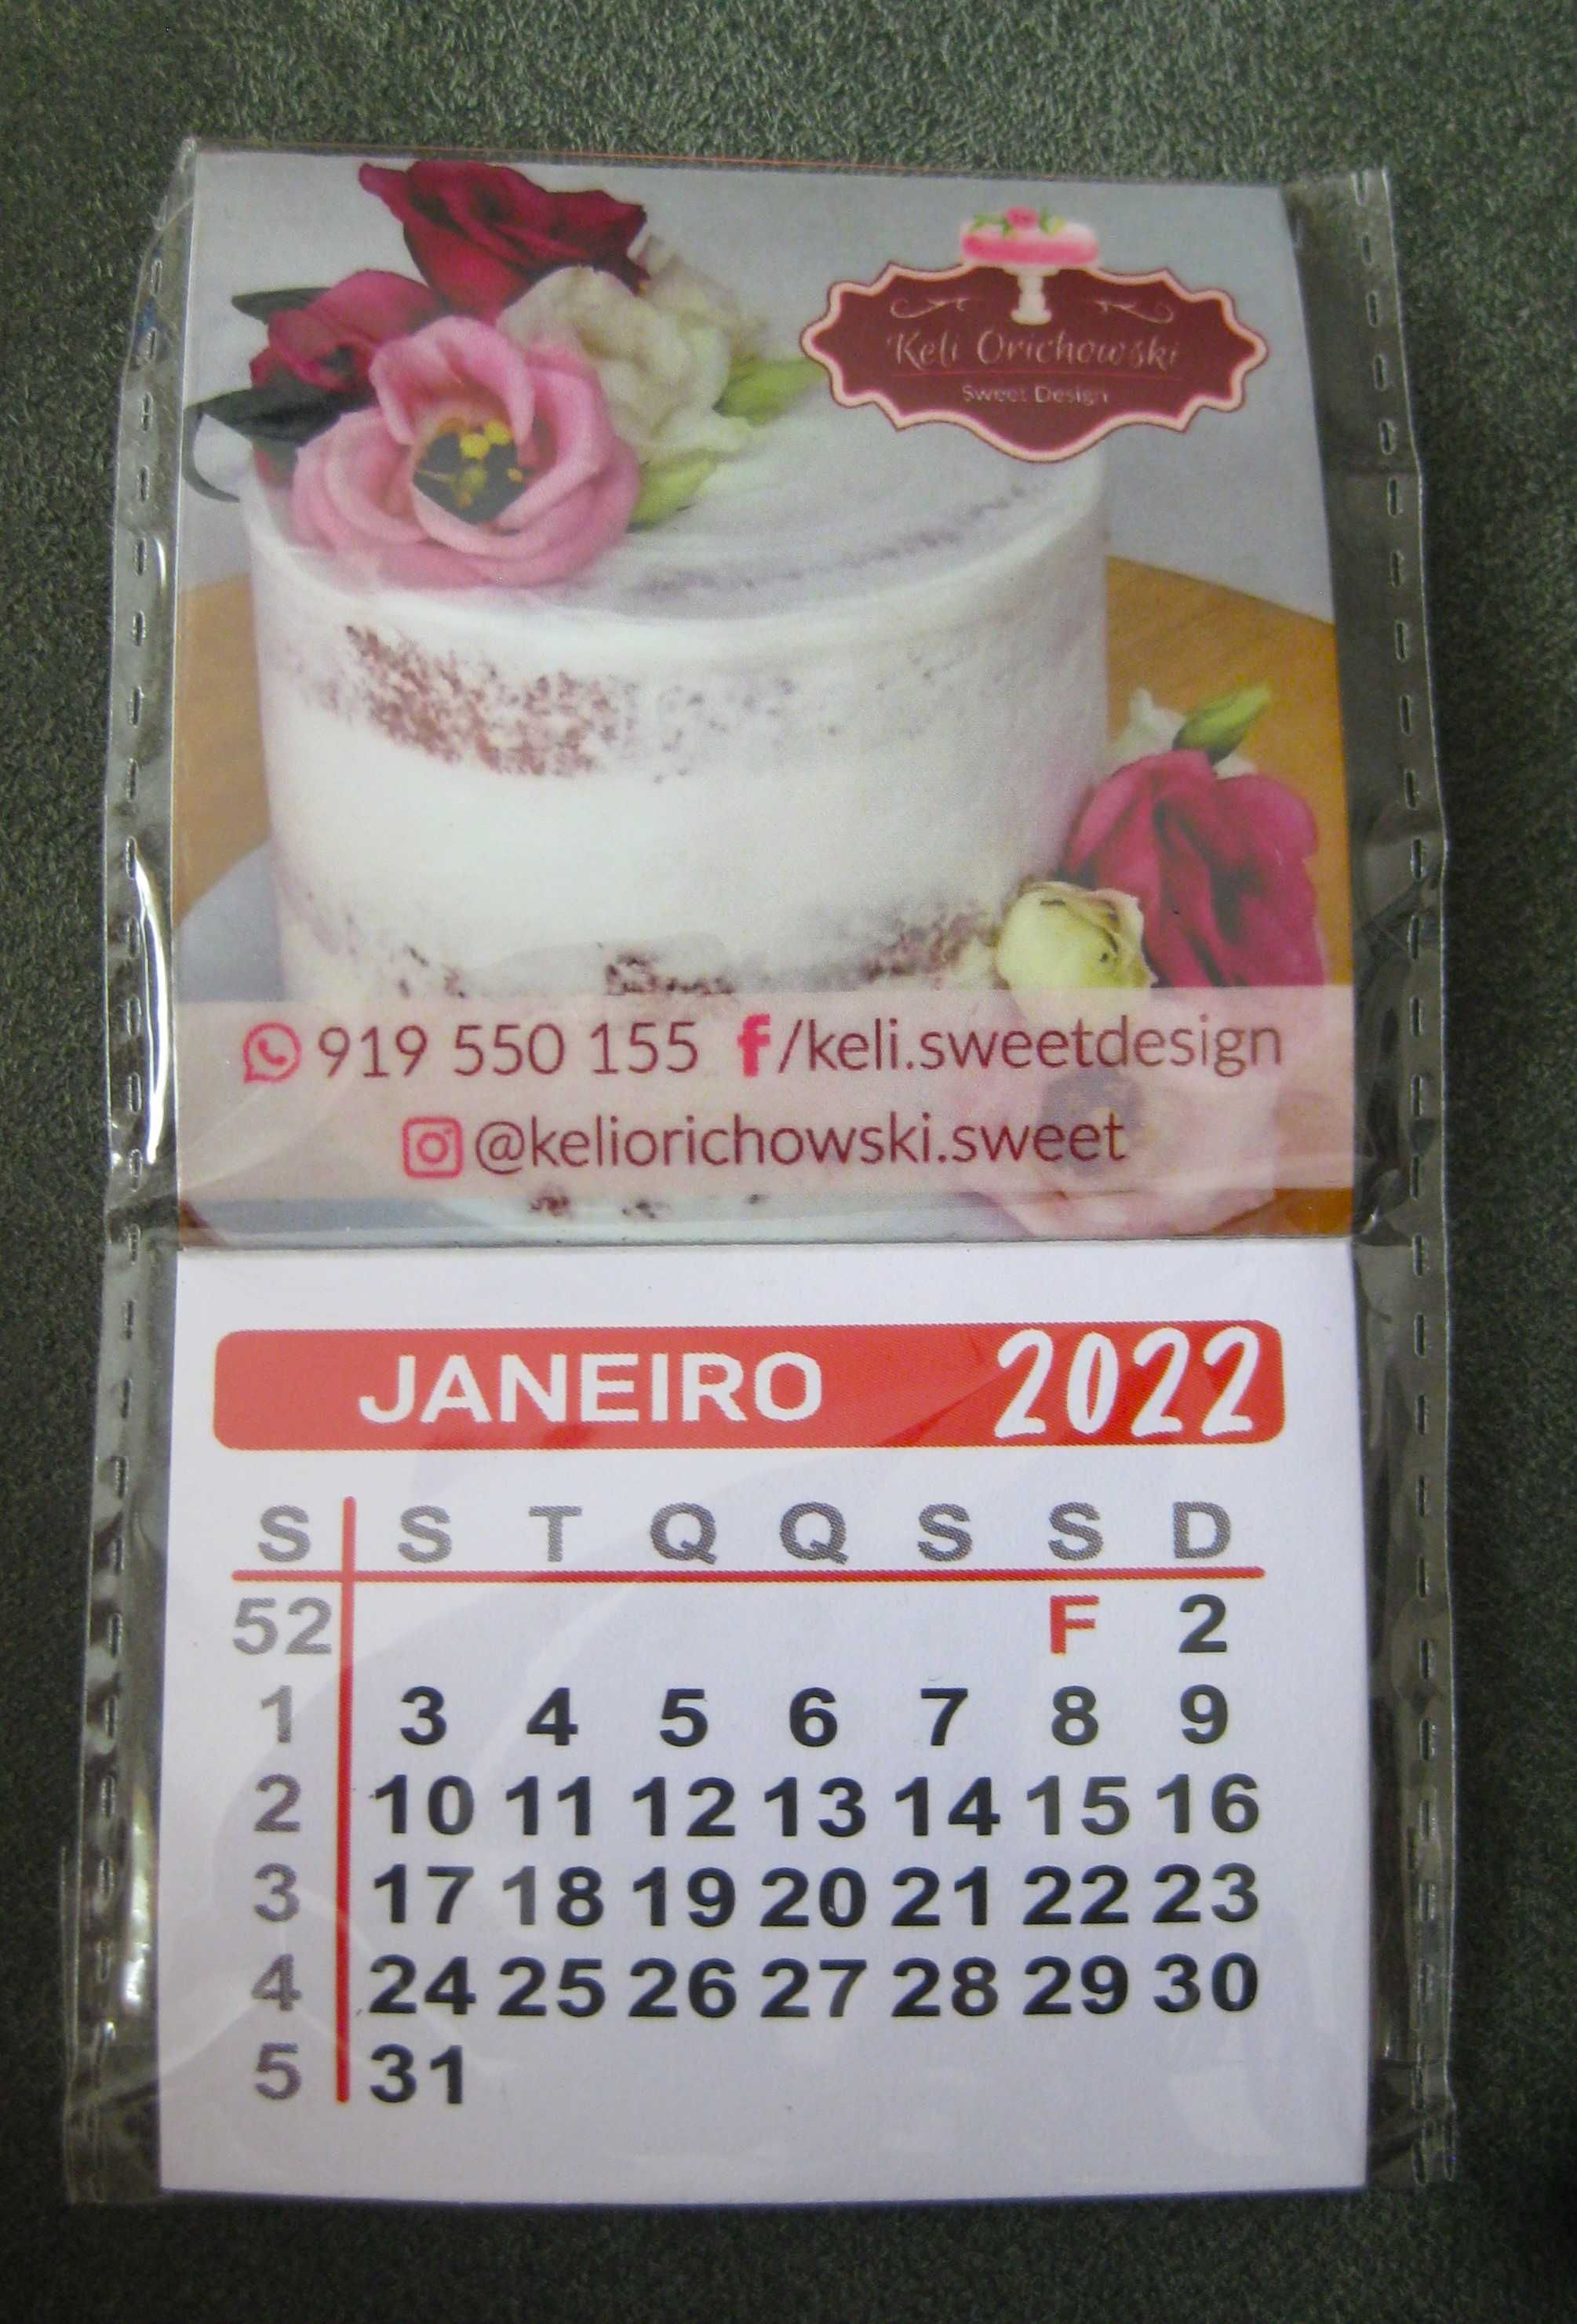 Keli Orichowski
Sweet Design
919 550 155 f/keli.sweetdesign
@keliorichowski.sweet
JANEIRO 2022
S S T Q Q S S D
52 F 2
1 3 4 5 6 7 8 9
2 10 11 12 13 14 15 16
3 17 18 19 20 21 22 23
4 24 25 26 27 28 29 30
5 31